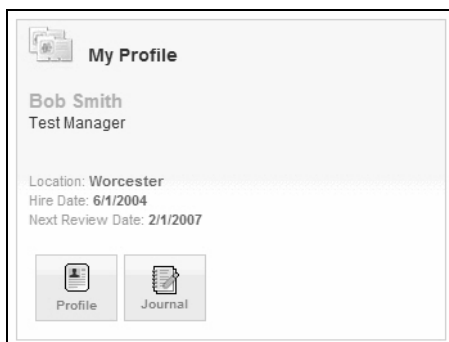 My Profile
Bob Smith
Test Manager
Location: Worcester
Hire Date: 6/1/2004
Next Review Date: 2/1/2007
Profile Journal